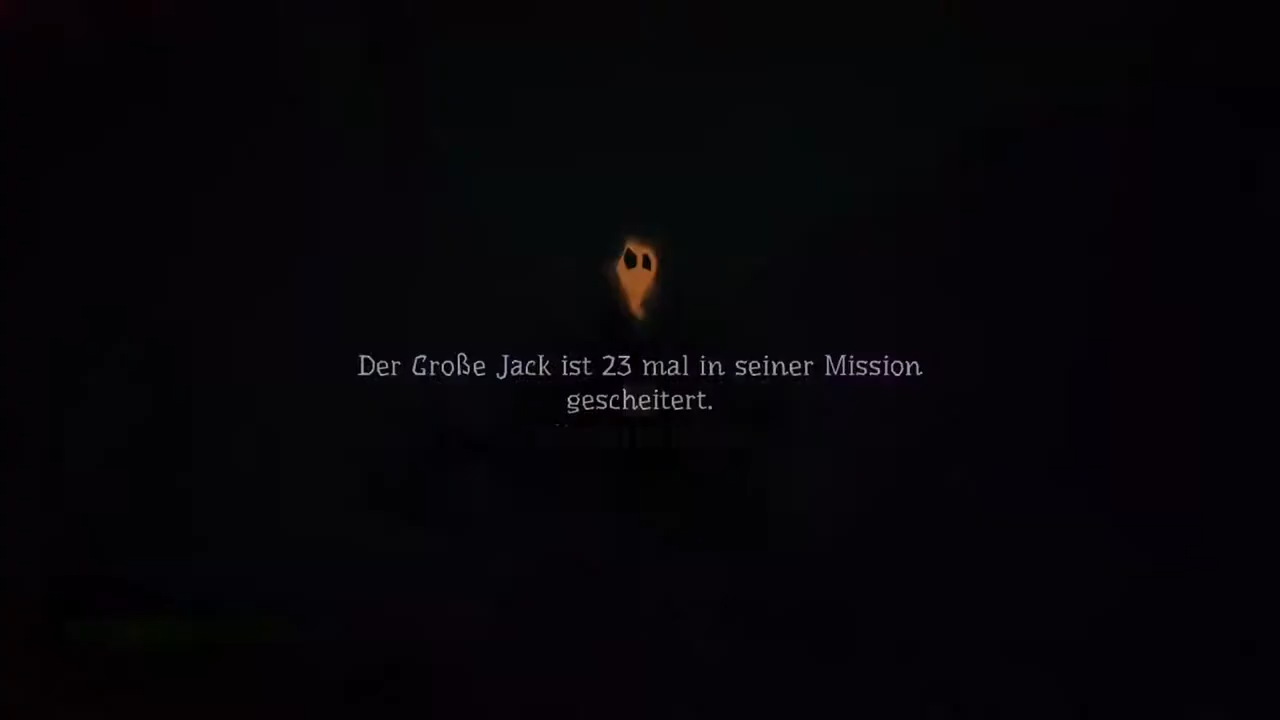 Der Große Jack ist 23 mal in seiner Mission
gescheitert.